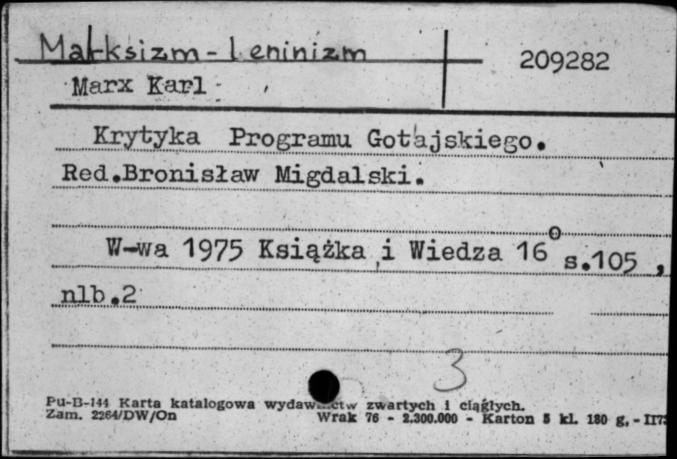 Marksizm - Leninizm
209282
Marx Karl
Krytyka Programu Gotajskiego.
Red.Bronisław Migdalski.
W-wa 1975 Książka i Wiedza 16° s.105 ,
nlb.2
3
Pu-B-144 Karta katalogowa zwartych i ciągłych.
Zam. 2264/DW/On Wrak 76 - 2.300.000 - Karton 5 kl. 180 g.